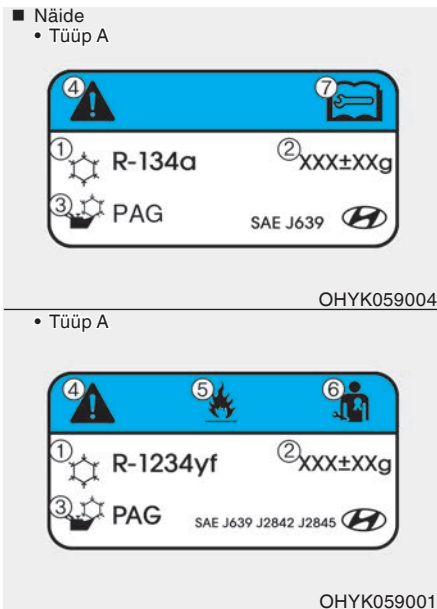 ■ Näide
• Tüüp A
④ ⑦
① R-134a ② XXX±XXg
③ PAG SAE J639
OHYK059004
• Tüüp A
④ ⑤ ⑥
① R-1234yf ② XXX±XXg
③ PAG SAE J639 J2842 J2845
OHYK059001